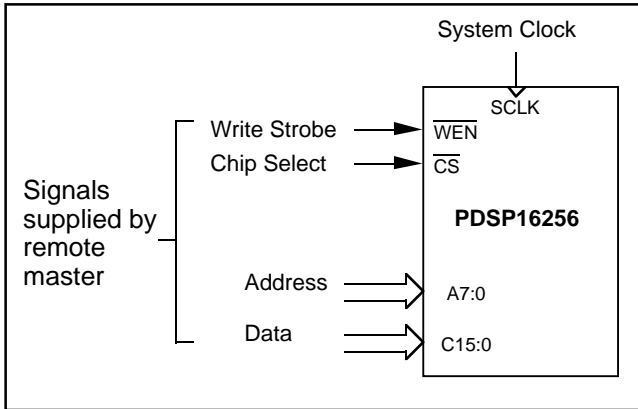 System Clock
SCLK
Write Strobe
WEN
Chip Select
CS
Signals
supplied by
remote
master
PDSP16256
Address
A7:0
Data
C15:0